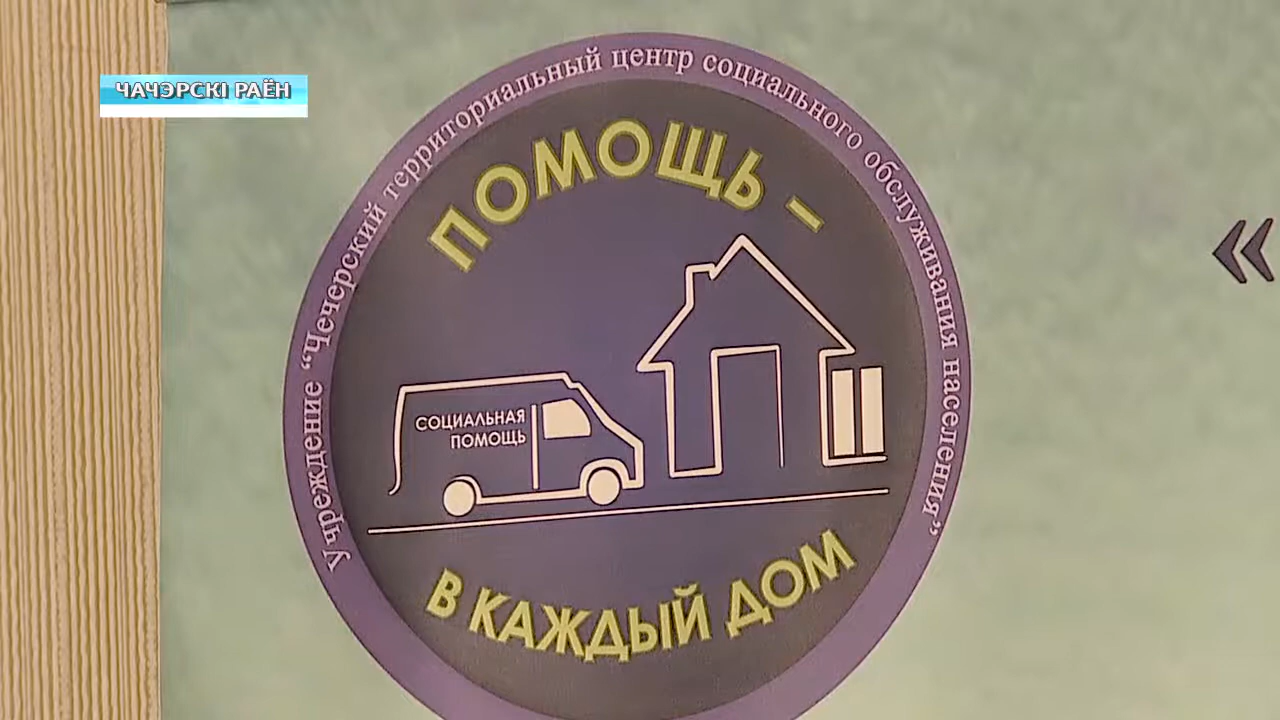 ЧАЧЭРСКІ РАЁН
Учреждение “Чечерский территориальный центр социального обслуживания населения”
ПОМОЩЬ –
СОЦИАЛЬНАЯ
ПОМОЩЬ
В КАЖДЫЙ ДОМ
«